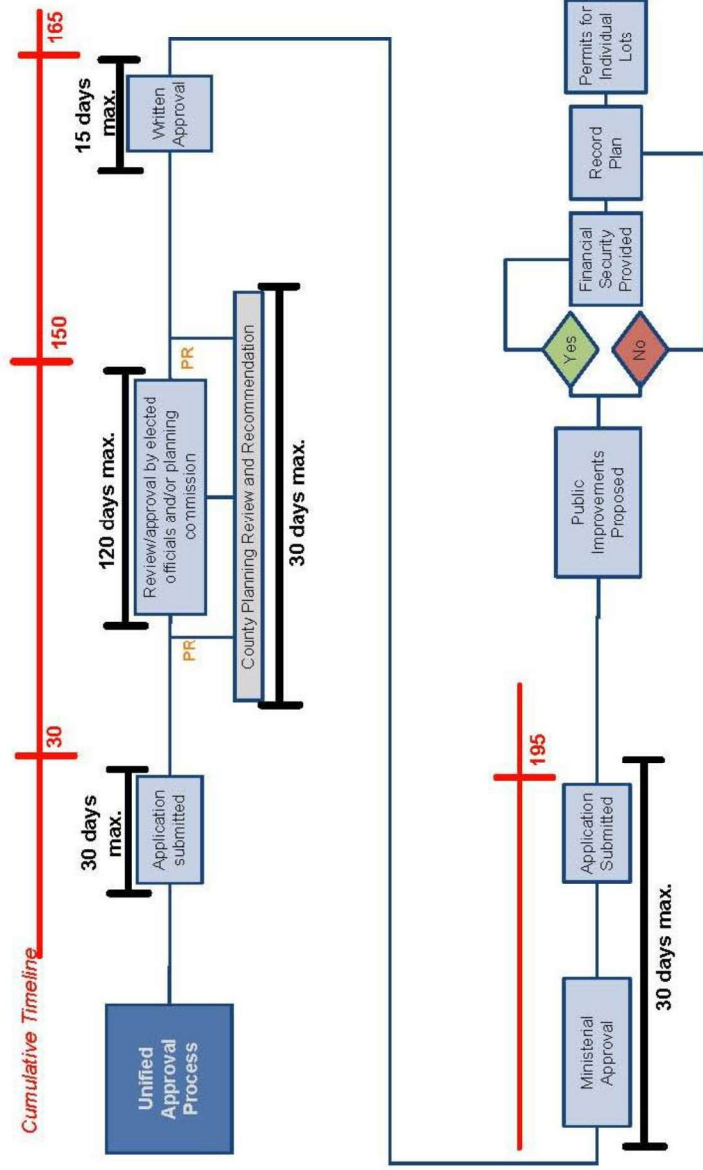 Cumulative Timeline
30
150
165
30 days
max.
120 days max.
15 days
max.
Unified
Approval
Process
Application
submitted
Review/approval by elected
officials and/or planning
commission
Written
Approval
PR
PR
County Planning Review and Recommendation
30 days max.
195
Ministerial
Approval
Application
Submitted
30 days max.
Public
Improvements
Proposed
Yes
No
Financial
Security
Provided
Record
Plan
Permits for
Individual
Lots